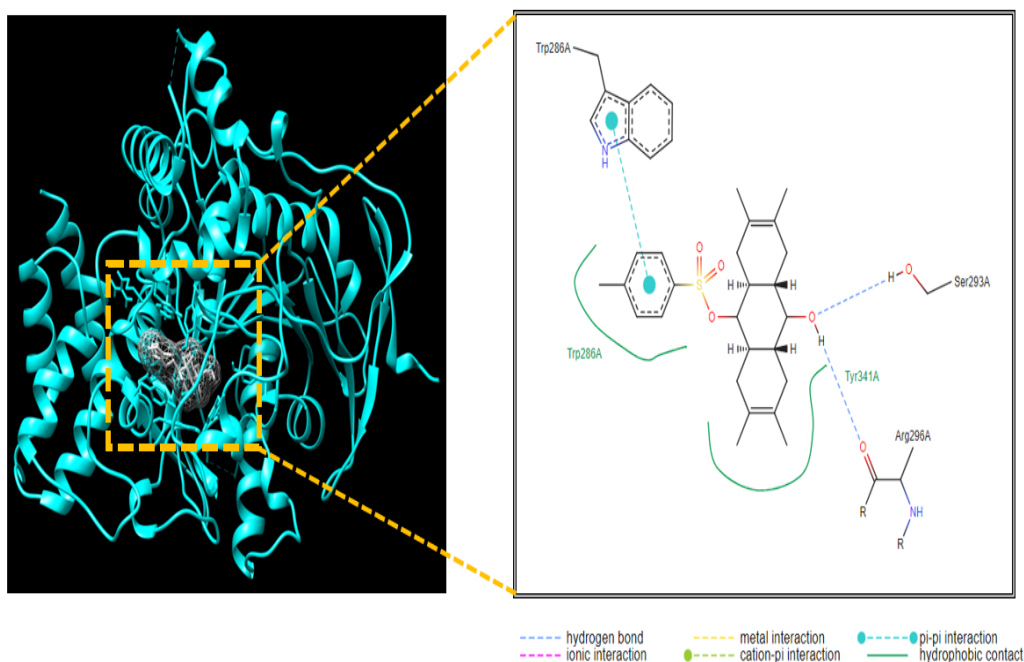 Trp286A
N
H
O
O
S
O
H
H
H
H
O
H
H
O
Ser293A
Trp286A
Tyr341A
Arg296A
O
R
NH
R
hydrogen bond
metal interaction
pi-pi interaction
ionic interaction
cation-pi interaction
hydrophobic contact